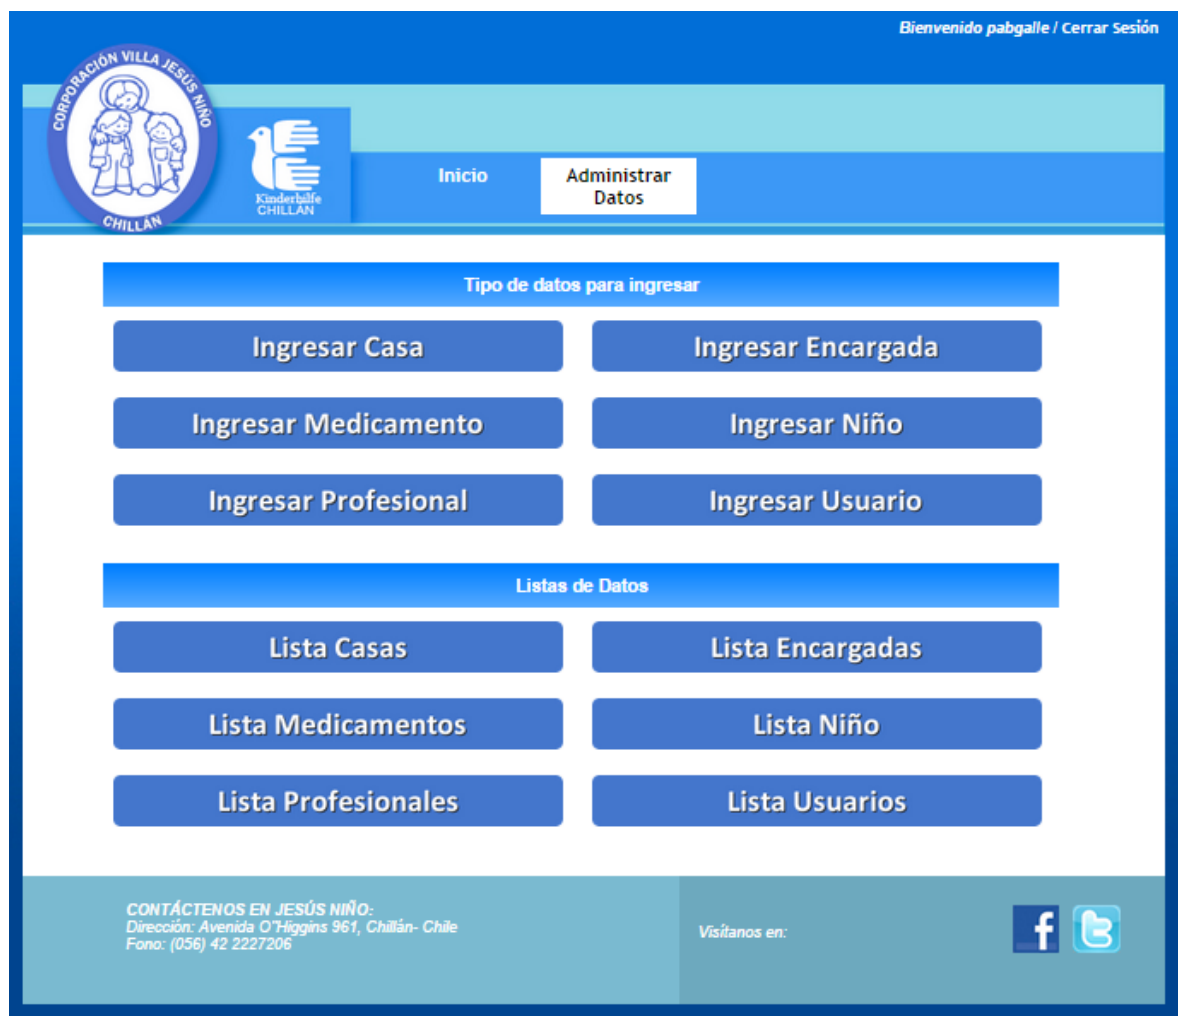 Bienvenido pabgalle / Cerrar Sesión
CORPORACIÓN VILLA JESÚS NIÑO
CHILLÁN
Kinderhilfe
CHILLAN
Inicio
Administrar
Datos
Tipo de datos para ingresar
Ingresar Casa
Ingresar Encargada
Ingresar Medicamento
Ingresar Niño
Ingresar Profesional
Ingresar Usuario
Listas de Datos
Lista Casas
Lista Encargadas
Lista Medicamentos
Lista Niño
Lista Profesionales
Lista Usuarios
CONTÁCTENOS EN JESÚS NIÑO:
Dirección: Avenida O"Higgins 961, Chillán- Chile
Fono: (056) 42 2227206
Visítanos en: